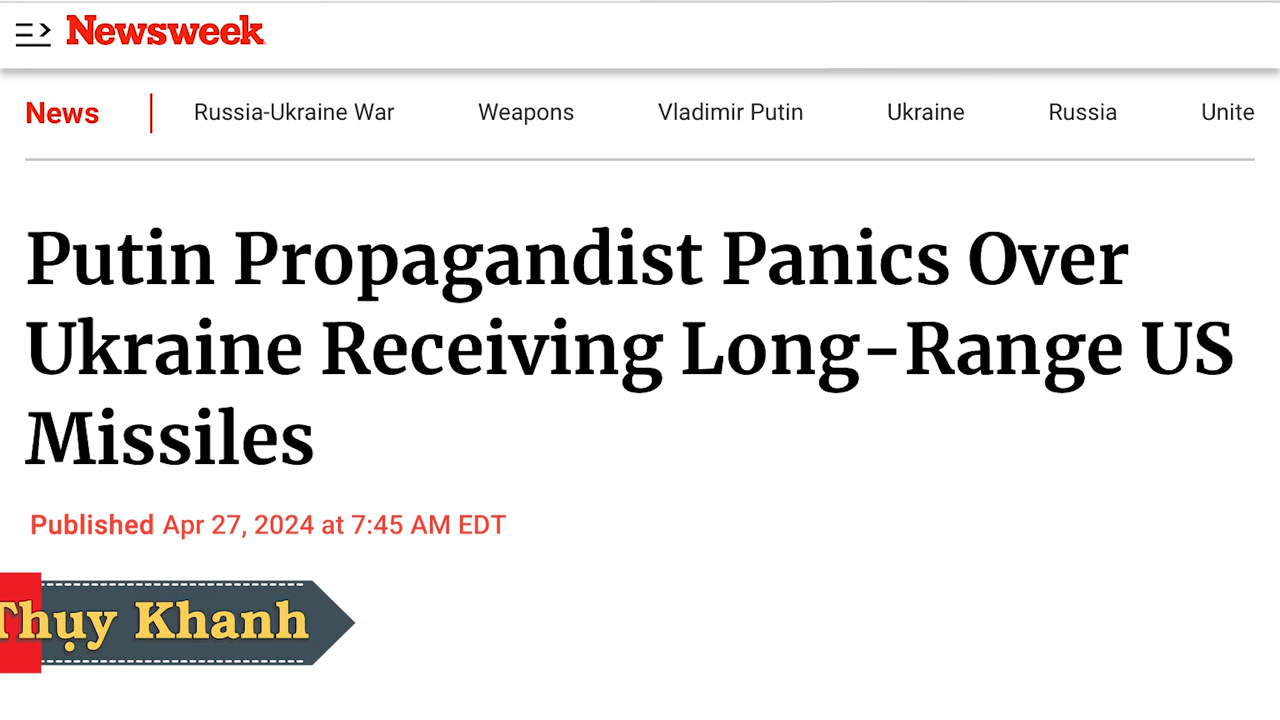 Newsweek
News Russia-Ukraine War Weapons Vladimir Putin Ukraine Russia Unite
Putin Propagandist Panics Over
Ukraine Receiving Long-Range US
Missiles
Published Apr 27, 2024 at 7:45 AM EDT
Thụy Khanh